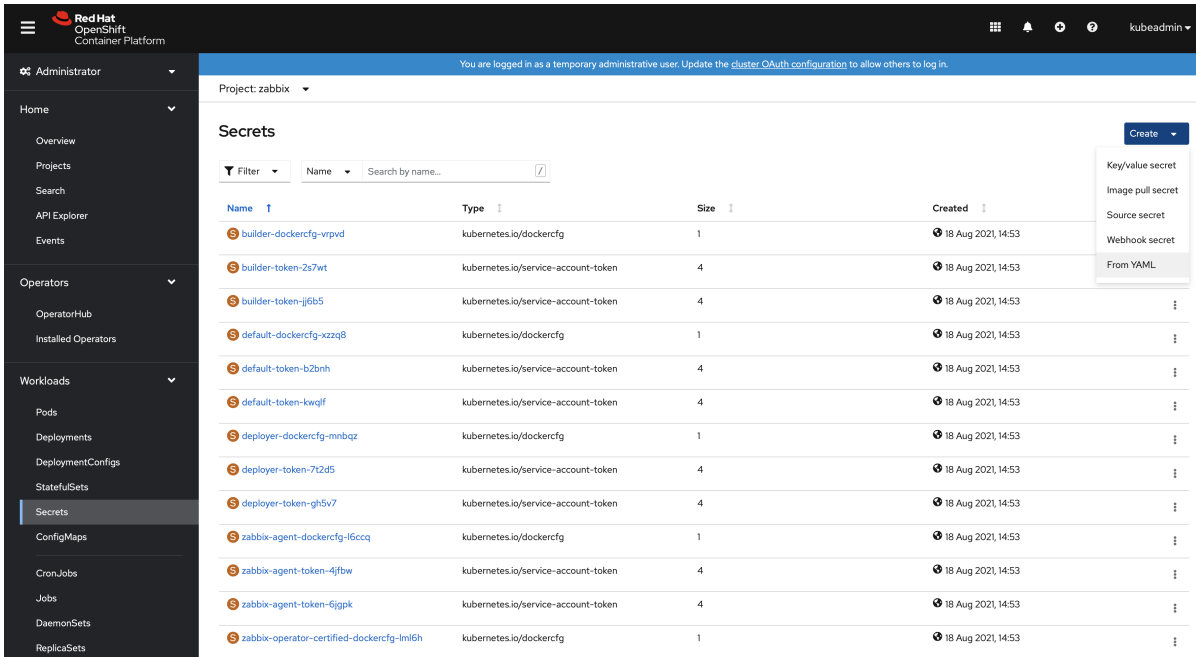 Red Hat
OpenShift
Container Platform
kubeadmin
Administrator
You are logged in as a temporary administrative user. Update the cluster OAuth configuration to allow others to log in.
Project: zabbix
Home
Overview
Projects
Search
API Explorer
Events
Operators
OperatorHub
Installed Operators
Workloads
Pods
Deployments
DeploymentConfigs
StatefulSets
Secrets
ConfigMaps
CronJobs
Jobs
DaemonSets
ReplicaSets
Secrets
Create
Key/value secret
Image pull secret
Source secret
Webhook secret
From YAML
Filter Name Search by name... /
Name Type Size Created
S builder-dockercfg-vrpvd kubernetes.io/dockercfg 1 18 Aug 2021, 14:53
S builder-token-2s7wt kubernetes.io/service-account-token 4 18 Aug 2021, 14:53
S builder-token-jj6b5 kubernetes.io/service-account-token 4 18 Aug 2021, 14:53
S default-dockercfg-xzzq8 kubernetes.io/dockercfg 1 18 Aug 2021, 14:53
S default-token-b2bnh kubernetes.io/service-account-token 4 18 Aug 2021, 14:53
S default-token-kwqlf kubernetes.io/service-account-token 4 18 Aug 2021, 14:53
S deployer-dockercfg-mnbqz kubernetes.io/dockercfg 1 18 Aug 2021, 14:53
S deployer-token-7t2d5 kubernetes.io/service-account-token 4 18 Aug 2021, 14:53
S deployer-token-gh5v7 kubernetes.io/service-account-token 4 18 Aug 2021, 14:53
S zabbix-agent-dockercfg-l6ccq kubernetes.io/dockercfg 1 18 Aug 2021, 14:53
S zabbix-agent-token-4jfbw kubernetes.io/service-account-token 4 18 Aug 2021, 14:53
S zabbix-agent-token-6jgpk kubernetes.io/service-account-token 4 18 Aug 2021, 14:53
S zabbix-operator-certified-dockercfg-lml6h kubernetes.io/dockercfg 1 18 Aug 2021, 14:53